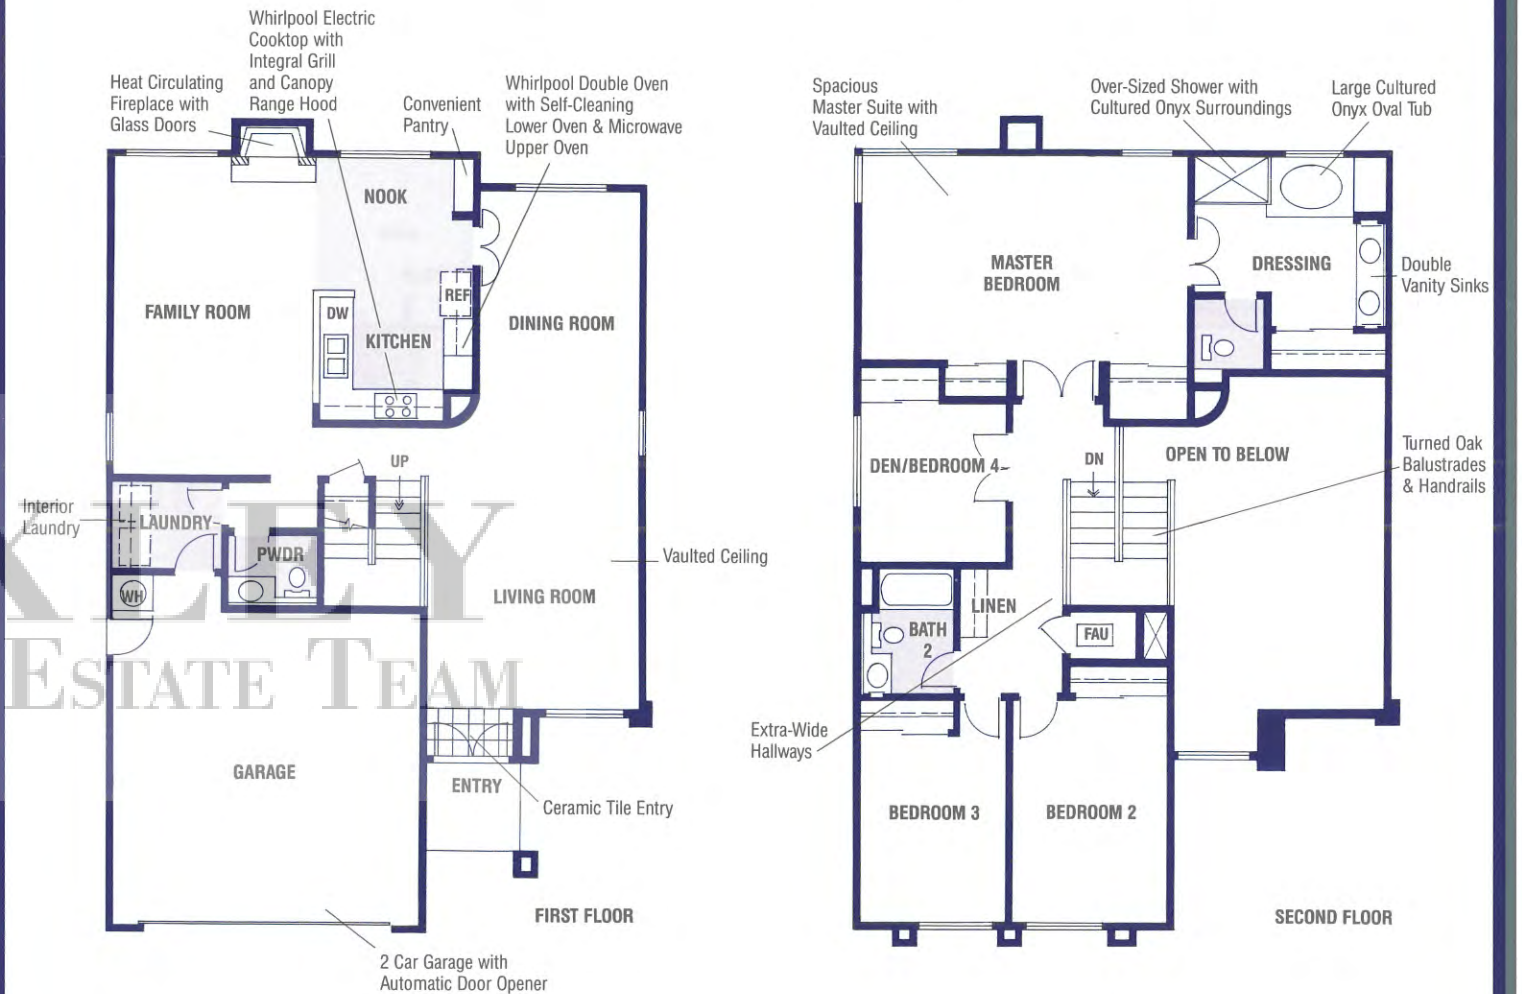 Whirlpool Electric
Cooktop with
Integral Grill
and Canopy
Range Hood
Heat Circulating
Fireplace with
Glass Doors
Convenient
Pantry
Whirlpool Double Oven
with Self-Cleaning
Lower Oven & Microwave
Upper Oven
NOOK
FAMILY ROOM
DW
REF
KITCHEN
DINING ROOM
UP
Interior
Laundry
LAUNDRY
PWDR
WH
Vaulted Ceiling
LIVING ROOM
KLEY
ESTATE TEAM
GARAGE
ENTRY
Ceramic Tile Entry
FIRST FLOOR
2 Car Garage with
Automatic Door Opener
Spacious
Master Suite with
Vaulted Ceiling
Over-Sized Shower with
Cultured Onyx Surroundings
Large Cultured
Onyx Oval Tub
MASTER
BEDROOM
DRESSING
Double
Vanity Sinks
DEN/BEDROOM 4
DN
OPEN TO BELOW
Turned Oak
Balustrades
& Handrails
LINEN
BATH
2
FAU
Extra-Wide
Hallways
BEDROOM 3
BEDROOM 2
SECOND FLOOR